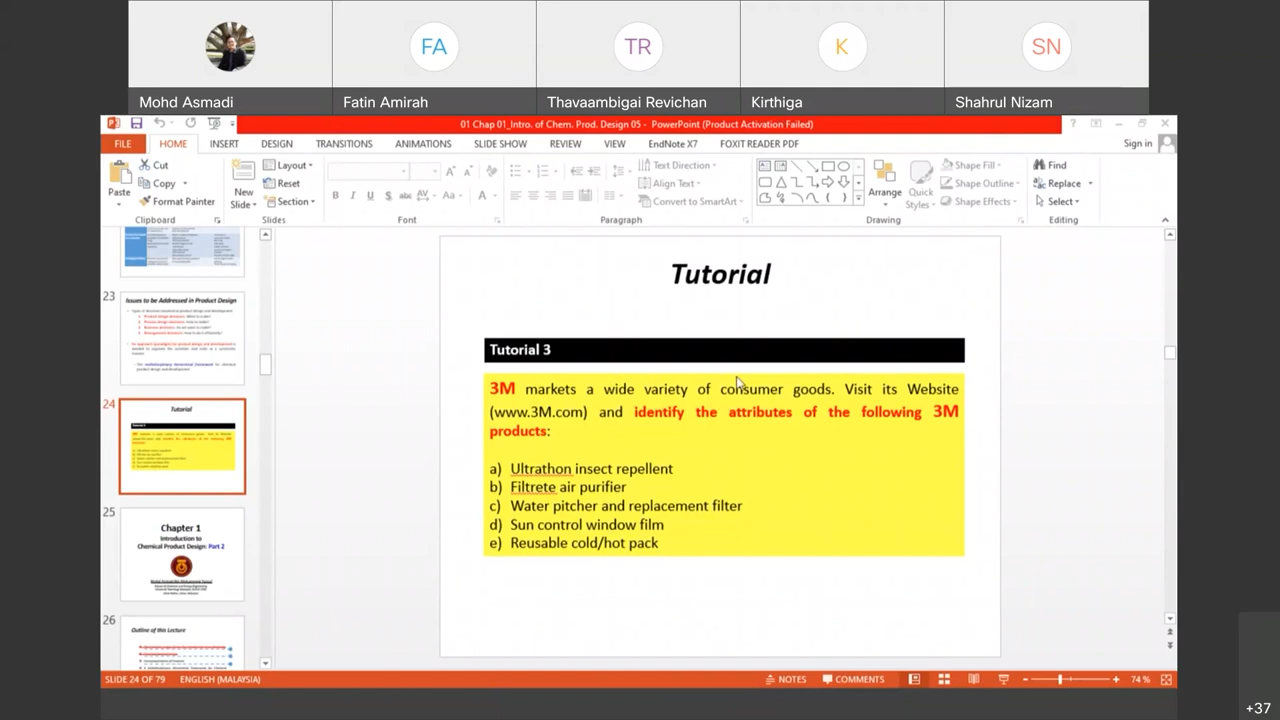 FA
TR
K
SN
Mohd Asmadi
Fatin Amirah
Thavaambigai Revichan
Kirthiga
Shahrul Nizam
01 Chap 01_Intro. of Chem. Prod. Design 05 - PowerPoint (Product Activation Failed)
FILE HOME INSERT DESIGN TRANSITIONS ANIMATIONS SLIDE SHOW REVIEW VIEW EndNote X7 FOXIT READER PDF Sign in
Paste
Cut
Copy
Format Painter
Clipboard
New
Slide
Layout
Reset
Section
Slides
Font
Text Direction
Align Text
Convert to SmartArt
Paragraph
Arrange
Quick
Styles
Shape Fill
Shape Outline
Shape Effects
Drawing
Find
Replace
Select
Editing
23
Issues to be Addressed in Product Design
24
Tutorial
25
Chapter 1
Introduction to
Chemical Product Design: Part 2
26
Outline of this Lecture
Tutorial
Tutorial 3
3M markets a wide variety of consumer goods. Visit its Website
(www.3M.com) and identify the attributes of the following 3M
products:
a) Ultrathon insect repellent
b) Filtrete air purifier
c) Water pitcher and replacement filter
d) Sun control window film
e) Reusable cold/hot pack
SLIDE 24 OF 79 ENGLISH (MALAYSIA) NOTES COMMENTS 74 %
+37